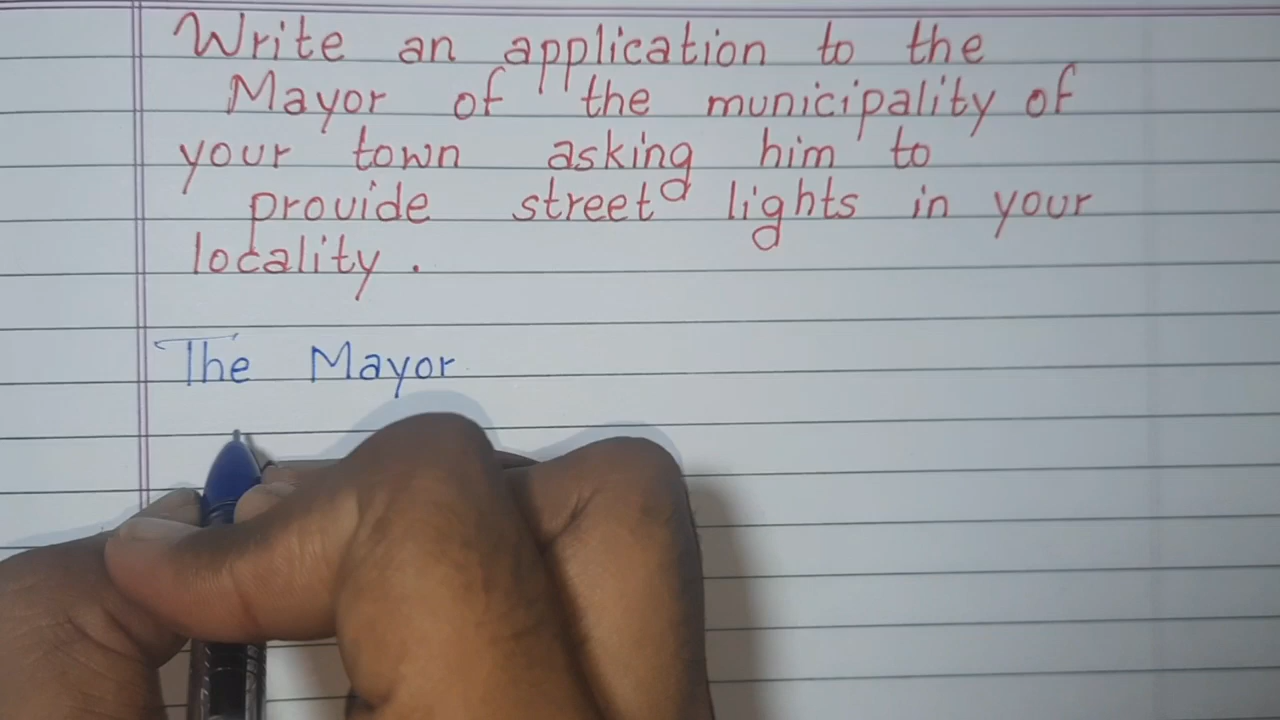 Write an application to the
Mayor of the municipality of
your town asking him to
provide street lights in your
locality.
The Mayor